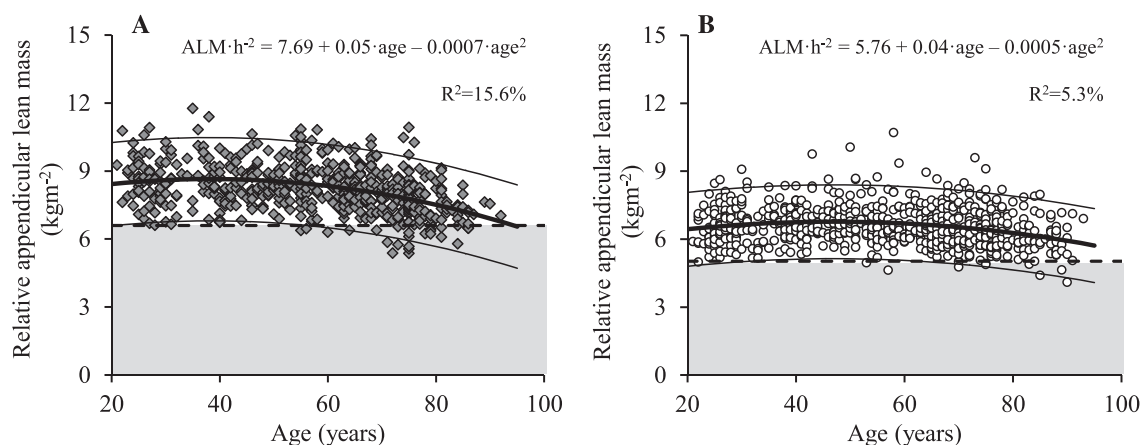 A
ALM·h⁻² = 7.69 + 0.05·age – 0.0007·age²
R²=15.6%
Relative appendicular lean mass
(kgm⁻²)
15
12
9
6
3
0
20 40 60 80 100
Age (years)
B
ALM·h⁻² = 5.76 + 0.04·age – 0.0005·age²
R²=5.3%
Relative appendicular lean mass
(kgm⁻²)
15
12
9
6
3
0
20 40 60 80 100
Age (years)